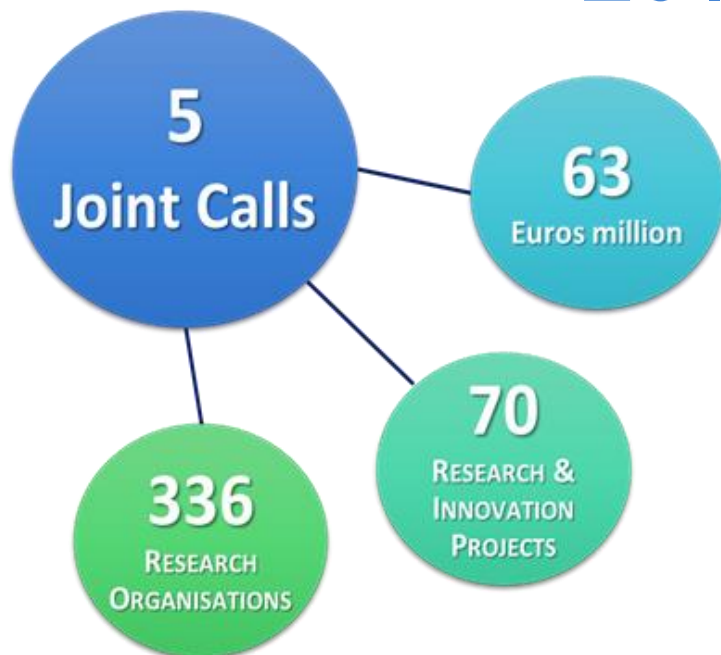 5
Joint Calls
63
Euros million
70
RESEARCH &
INNOVATION
PROJECTS
336
RESEARCH
ORGANISATIONS